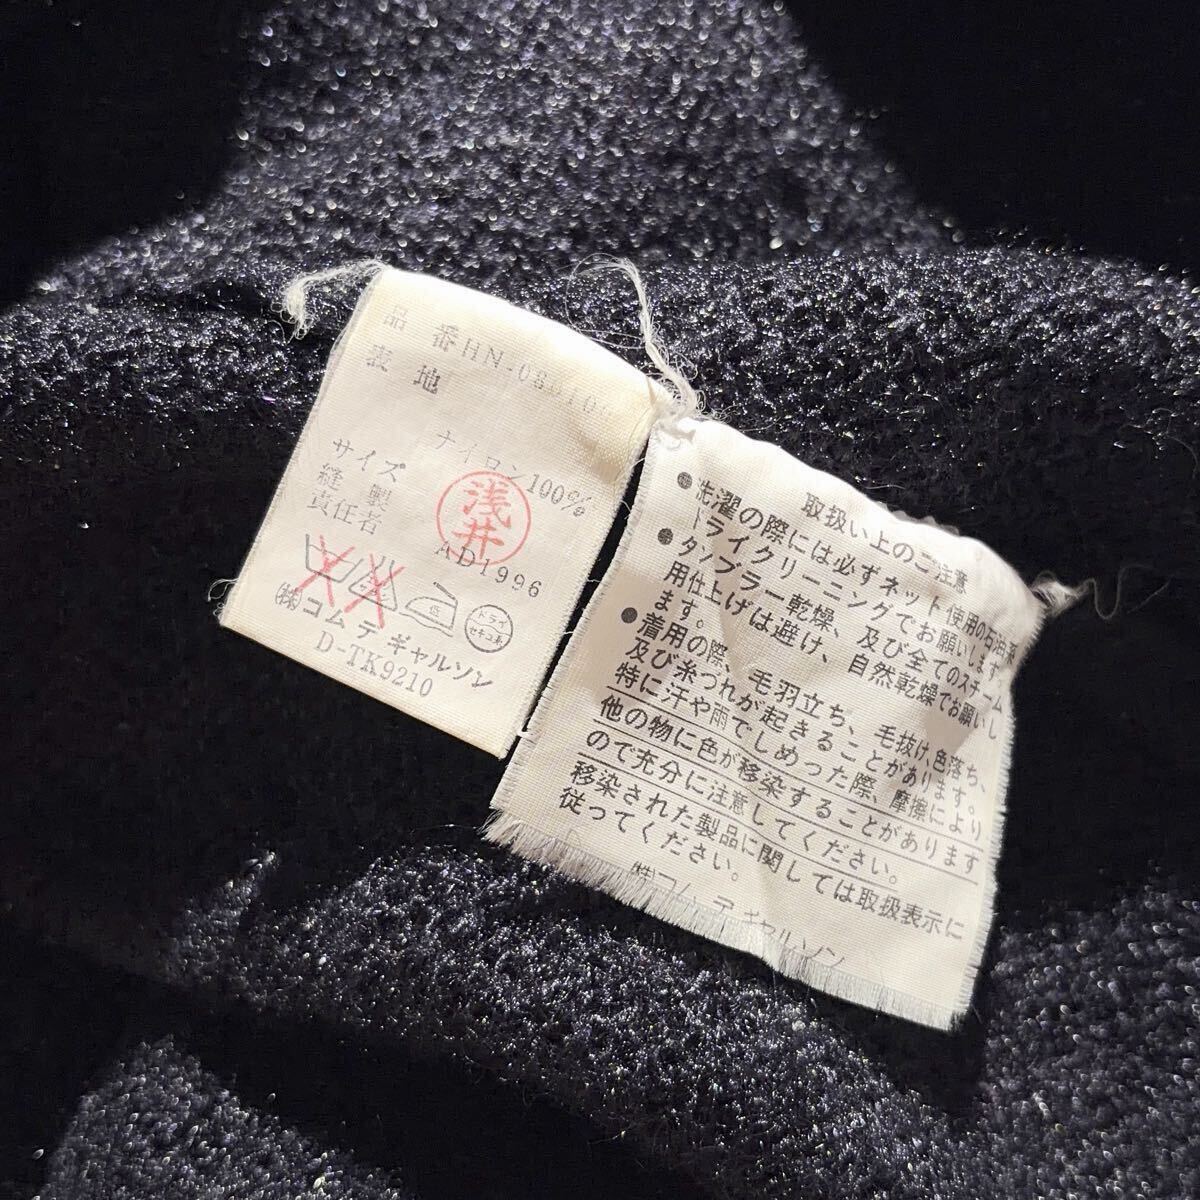 品番HN-080100
表地
ナイロン100%
サイズ
縫製
責任者
浅井
AD1996
低
ドライ
セキユ系
(株)コムデギャルソン
D-TK9210
取扱い上のご注意
●洗濯の際には必ずネット使用の石油系
ドライクリーニングでお願いします。
●タンブラー乾燥、及び全てのスチーム
用仕上げは避け、自然乾燥でお願いし
ます。
●着用の際、毛羽立ち、毛抜け、色落ち、
及び糸づれが起きることがあります。
特に汗や雨でしめった際、摩擦により
他の物に色が移染することがあります
ので充分に注意してください。
移染された製品に関しては取扱表示に
従ってください。
(株)コムデギャルソン